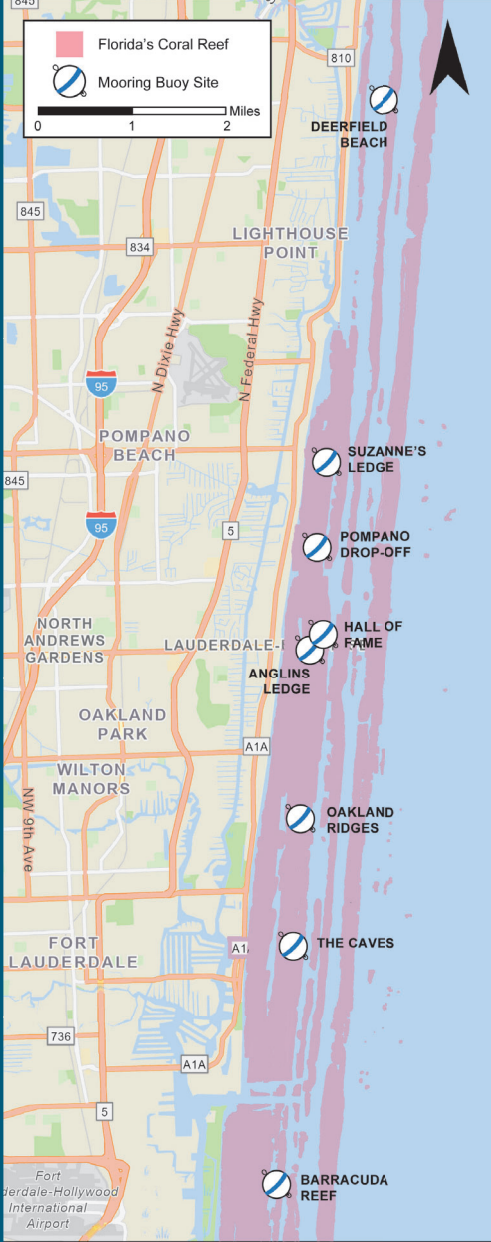 845
Florida's Coral Reef
Mooring Buoy Site
Miles
0 1 2
810
DEERFIELD
BEACH
845
834
LIGHTHOUSE
POINT
N Dixie Hwy
N Federal Hwy
95
POMPANO
BEACH
SUZANNE'S
LEDGE
845
95
5
POMPANO
DROP-OFF
NORTH
ANDREWS
GARDENS
LAUDERDALE-
HALL OF
FAME
ANGLINS
LEDGE
OAKLAND
PARK
A1A
WILTON
MANORS
NW 9th Ave
OAKLAND
RIDGES
FORT
LAUDERDALE
A1
THE CAVES
736
A1A
5
Fort
derdale-Hollywood
International
Airport
BARRACUDA
REEF